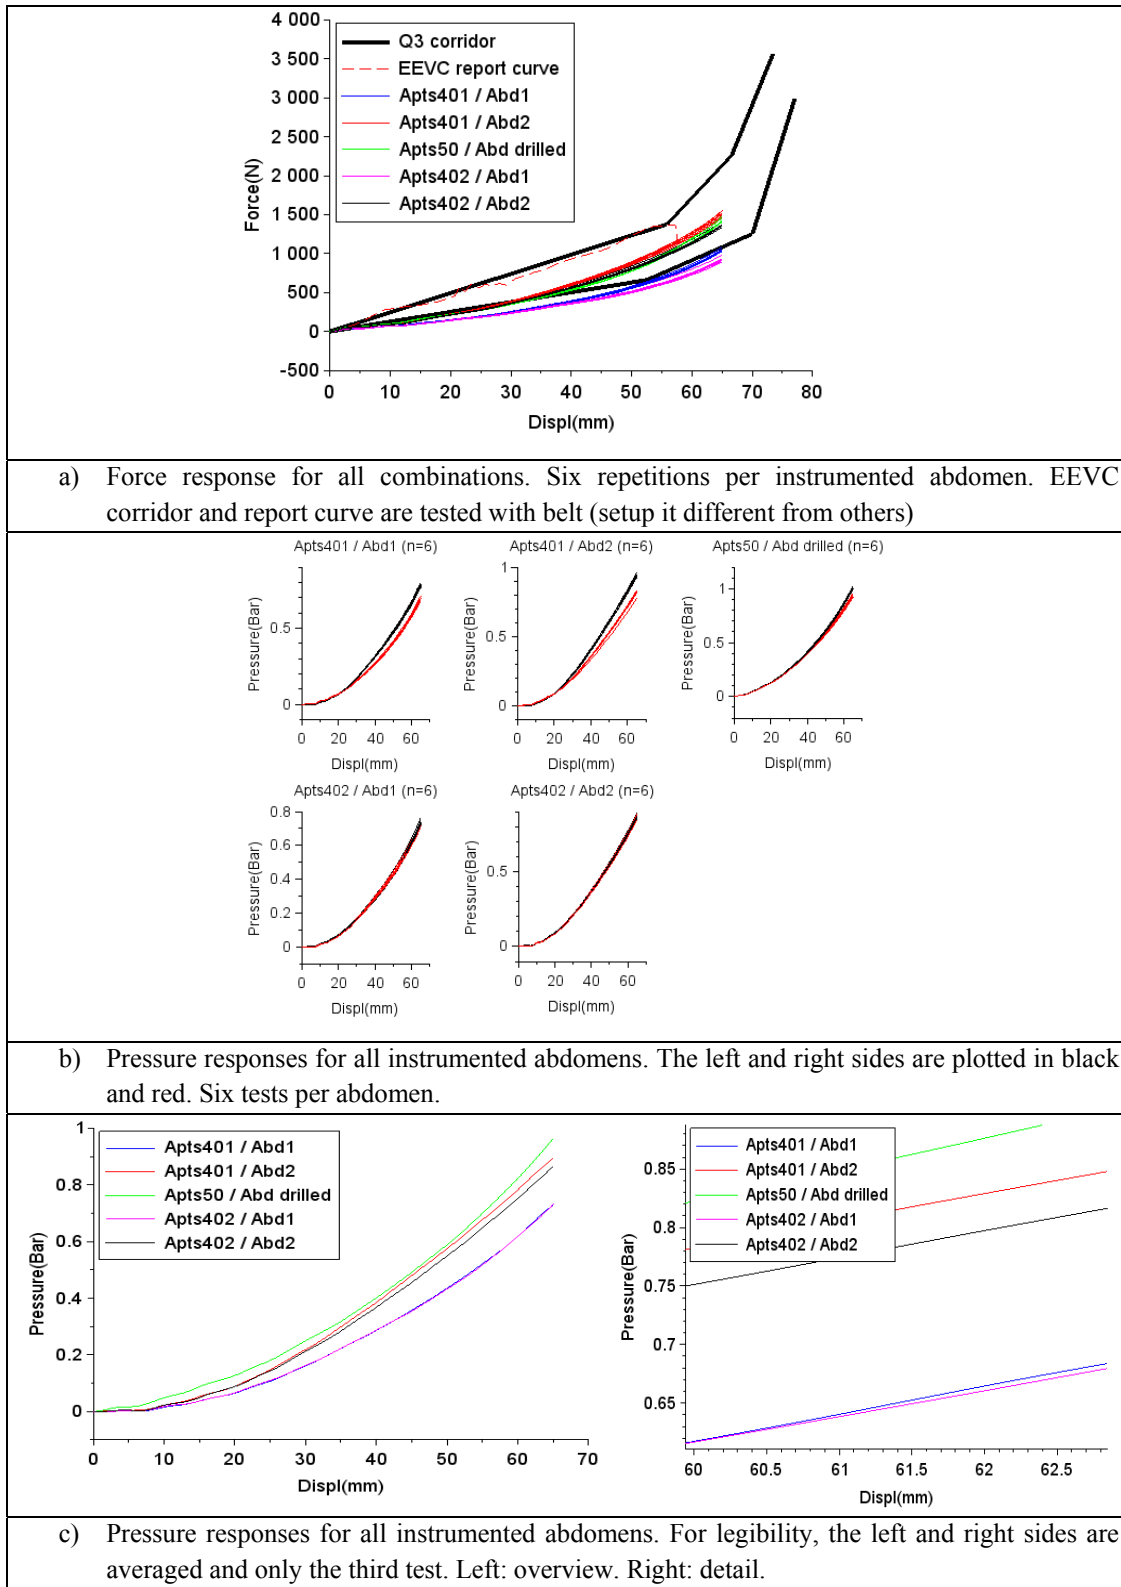 4 000
3 500
3 000
2 500
2 000
1 500
1 000
500
0
-500
Force(N)
Q3 corridor
EEVC report curve
Apts401 / Abd1
Apts401 / Abd2
Apts50 / Abd drilled
Apts402 / Abd1
Apts402 / Abd2
0 10 20 30 40 50 60 70 80
Displ(mm)
a) Force response for all combinations. Six repetitions per instrumented abdomen. EEVC
corridor and report curve are tested with belt (setup it different from others)
Apts401 / Abd1 (n=6)
Pressure(Bar)
0.5
0
0 20 40 60
Displ(mm)
Apts401 / Abd2 (n=6)
Pressure(Bar)
1
0.5
0
0 20 40 60
Displ(mm)
Apts50 / Abd drilled (n=6)
Pressure(Bar)
1
0.5
0
0 20 40 60
Displ(mm)
Apts402 / Abd1 (n=6)
Pressure(Bar)
0.8
0.6
0.4
0.2
0
0 20 40 60
Displ(mm)
Apts402 / Abd2 (n=6)
Pressure(Bar)
0.5
0
0 20 40 60
Displ(mm)
b) Pressure responses for all instrumented abdomens. The left and right sides are plotted in black
and red. Six tests per abdomen.
1
0.8
0.6
0.4
0.2
0
Pressure(Bar)
Apts401 / Abd1
Apts401 / Abd2
Apts50 / Abd drilled
Apts402 / Abd1
Apts402 / Abd2
0 10 20 30 40 50 60 70
Displ(mm)
0.85
0.8
0.75
0.7
0.65
Pressure(Bar)
Apts401 / Abd1
Apts401 / Abd2
Apts50 / Abd drilled
Apts402 / Abd1
Apts402 / Abd2
60 60.5 61 61.5 62 62.5
Displ(mm)
c) Pressure responses for all instrumented abdomens. For legibility, the left and right sides are
averaged and only the third test. Left: overview. Right: detail.